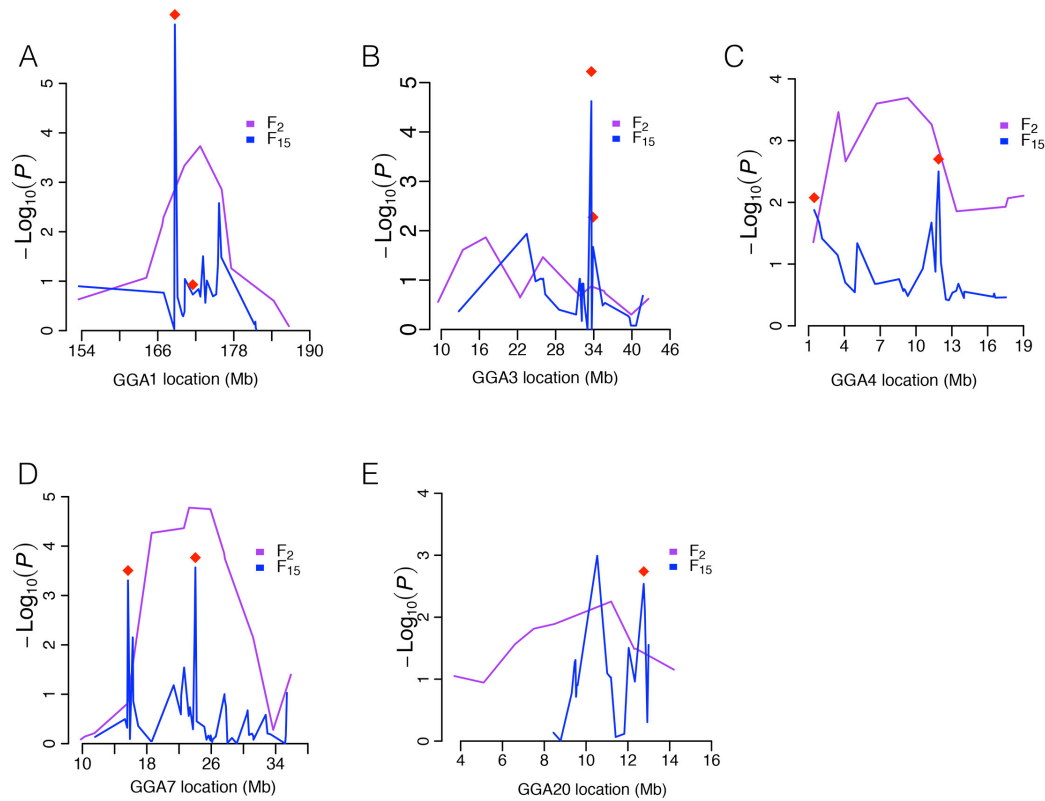 A
5
4
3
2
1
0
−Log10(P)
F2
F15
154 166 178 190
GGA1 location (Mb)
B
5
4
3
2
1
0
−Log10(P)
F2
F15
10 16 22 28 34 40 46
GGA3 location (Mb)
C
4
3
2
1
0
−Log10(P)
F2
F15
1 4 7 10 13 16 19
GGA4 location (Mb)
D
5
4
3
2
1
0
−Log10(P)
F2
F15
10 18 26 34
GGA7 location (Mb)
E
4
3
2
1
0
−Log10(P)
F2
F15
4 6 8 10 12 14 16
GGA20 location (Mb)